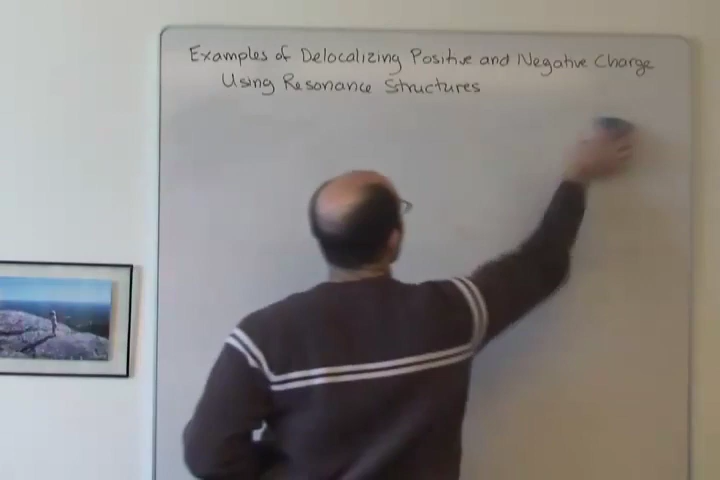 Examples of Delocalizing Positive and Negative Charge
Using Resonance Structures